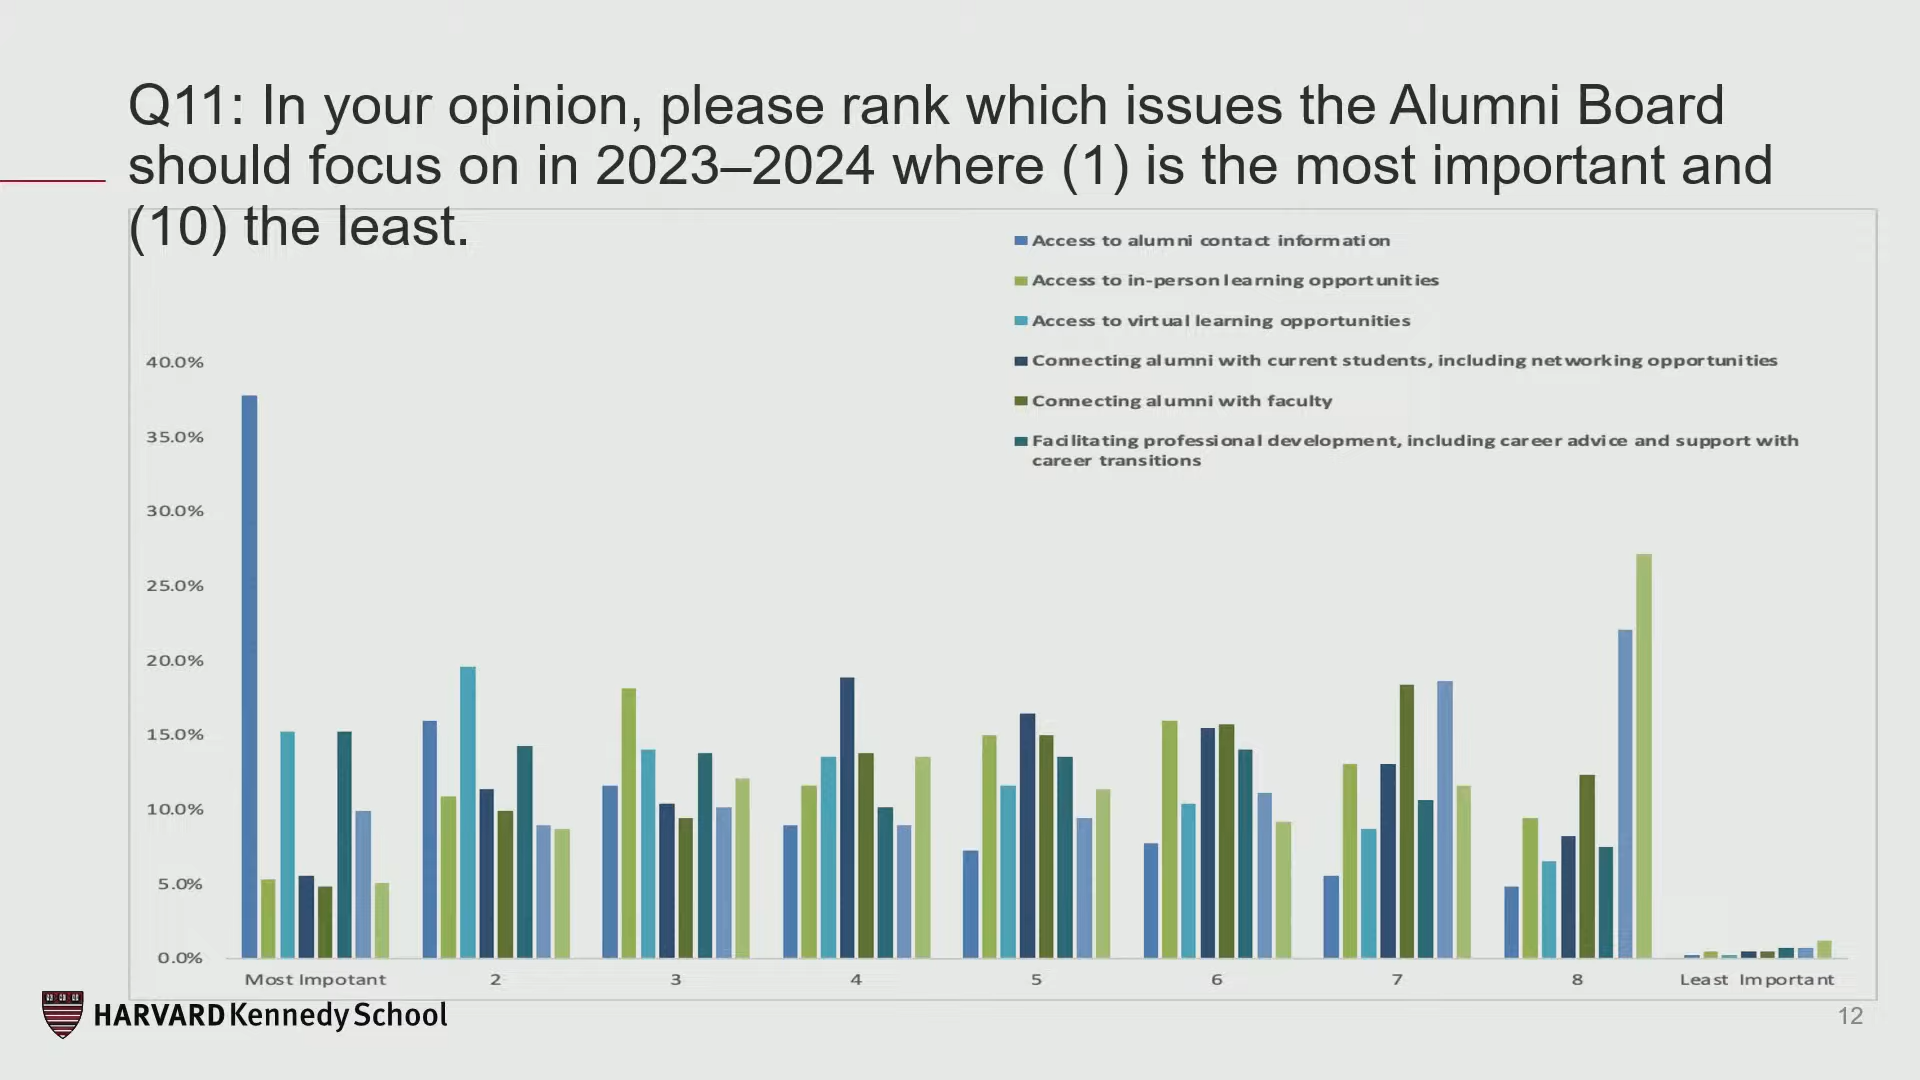 Q11: In your opinion, please rank which issues the Alumni Board
should focus on in 2023–2024 where (1) is the most important and
(10) the least.
Access to alumni contact information
Access to in-person learning opportunities
Access to virtual learning opportunities
Connecting alumni with current students, including networking opportunities
Connecting alumni with faculty
Facilitating professional development, including career advice and support with
career transitions
40.0%
35.0%
30.0%
25.0%
20.0%
15.0%
10.0%
5.0%
0.0%
Most Impotant 2 3 4 5 6 7 8 Least Important
HARVARD Kennedy School
12